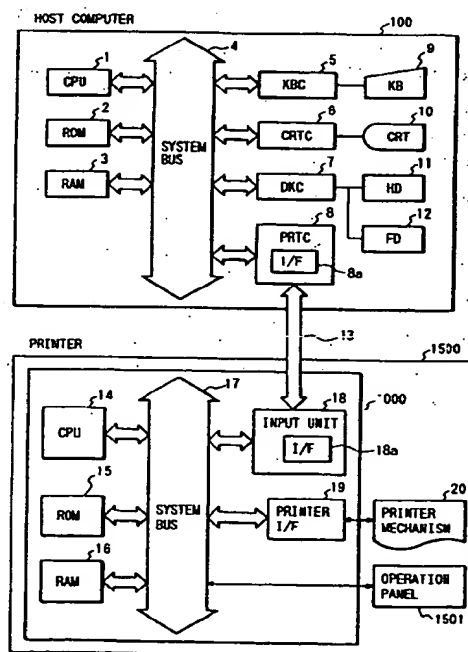 HOST COMPUTER
100
1
CPU
2
ROM
3
RAM
4
SYSTEM
BUS
5
KBC
9
KB
6
CRTC
10
CRT
7
DKC
11
HD
12
FD
8
PRTC
I/F
8a
13
PRINTER
1500
1000
17
14
CPU
15
ROM
16
RAM
SYSTEM
BUS
18
INPUT UNIT
I/F
18a
19
PRINTER
I/F
20
PRINTER
MECHANISM
OPERATION
PANEL
1501